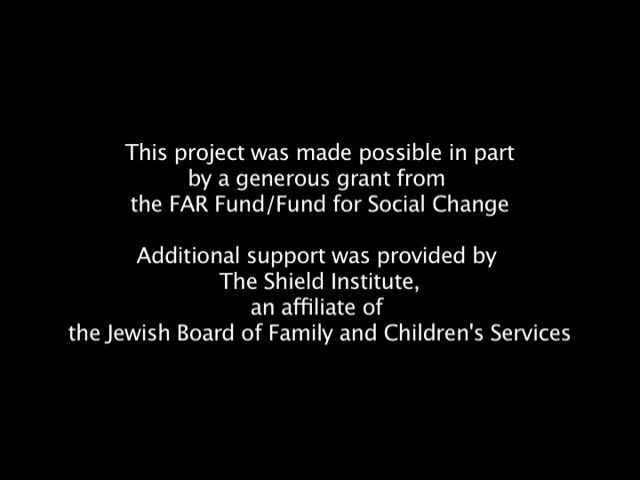 This project was made possible in part
by a generous grant from
the FAR Fund/Fund for Social Change
Additional support was provided by
The Shield Institute,
an affiliate of
the Jewish Board of Family and Children's Services